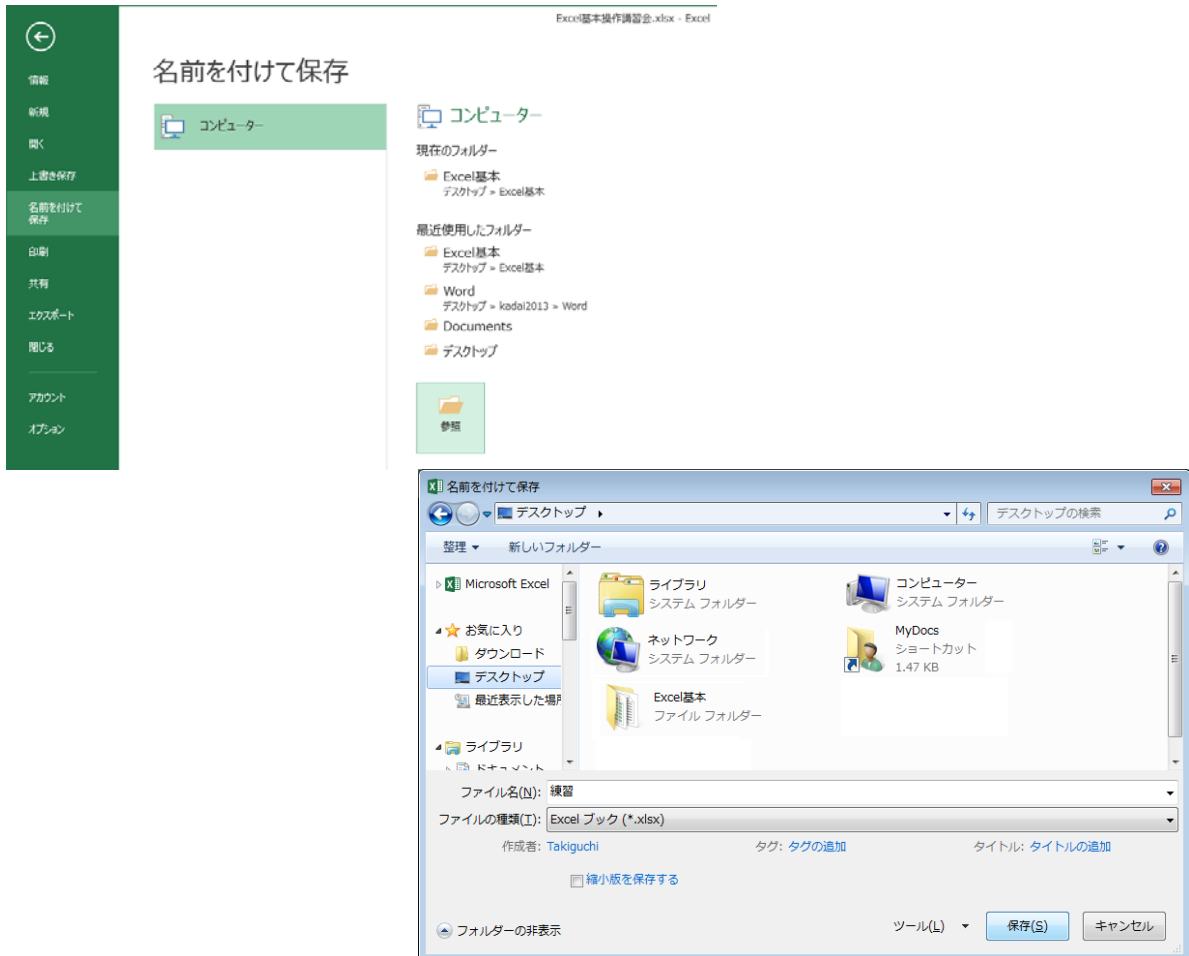 Excel基本操作講習会.xlsx - Excel
情報
新規
開く
上書き保存
名前を付けて
保存
印刷
共有
エクスポート
閉じる
アカウント
オプション
名前を付けて保存
コンピューター
コンピューター
現在のフォルダー
Excel基本
デスクトップ » Excel基本
最近使用したフォルダー
Excel基本
デスクトップ » Excel基本
Word
デスクトップ » kadai2013 » Word
Documents
デスクトップ
参照
名前を付けて保存
デスクトップ
デスクトップの検索
整理
新しいフォルダー
Microsoft Excel
お気に入り
ダウンロード
デスクトップ
最近表示した場所
ライブラリ
ドキュメント
ライブラリ
システム フォルダー
コンピューター
システム フォルダー
ネットワーク
システム フォルダー
MyDocs
ショートカット
1.47 KB
Excel基本
ファイル フォルダー
ファイル名(N): 練習
ファイルの種類(T): Excel ブック (*.xlsx)
作成者: Takiguchi タグ: タグの追加 タイトル: タイトルの追加
縮小版を保存する
フォルダーの非表示
ツール(L) 保存(S) キャンセル